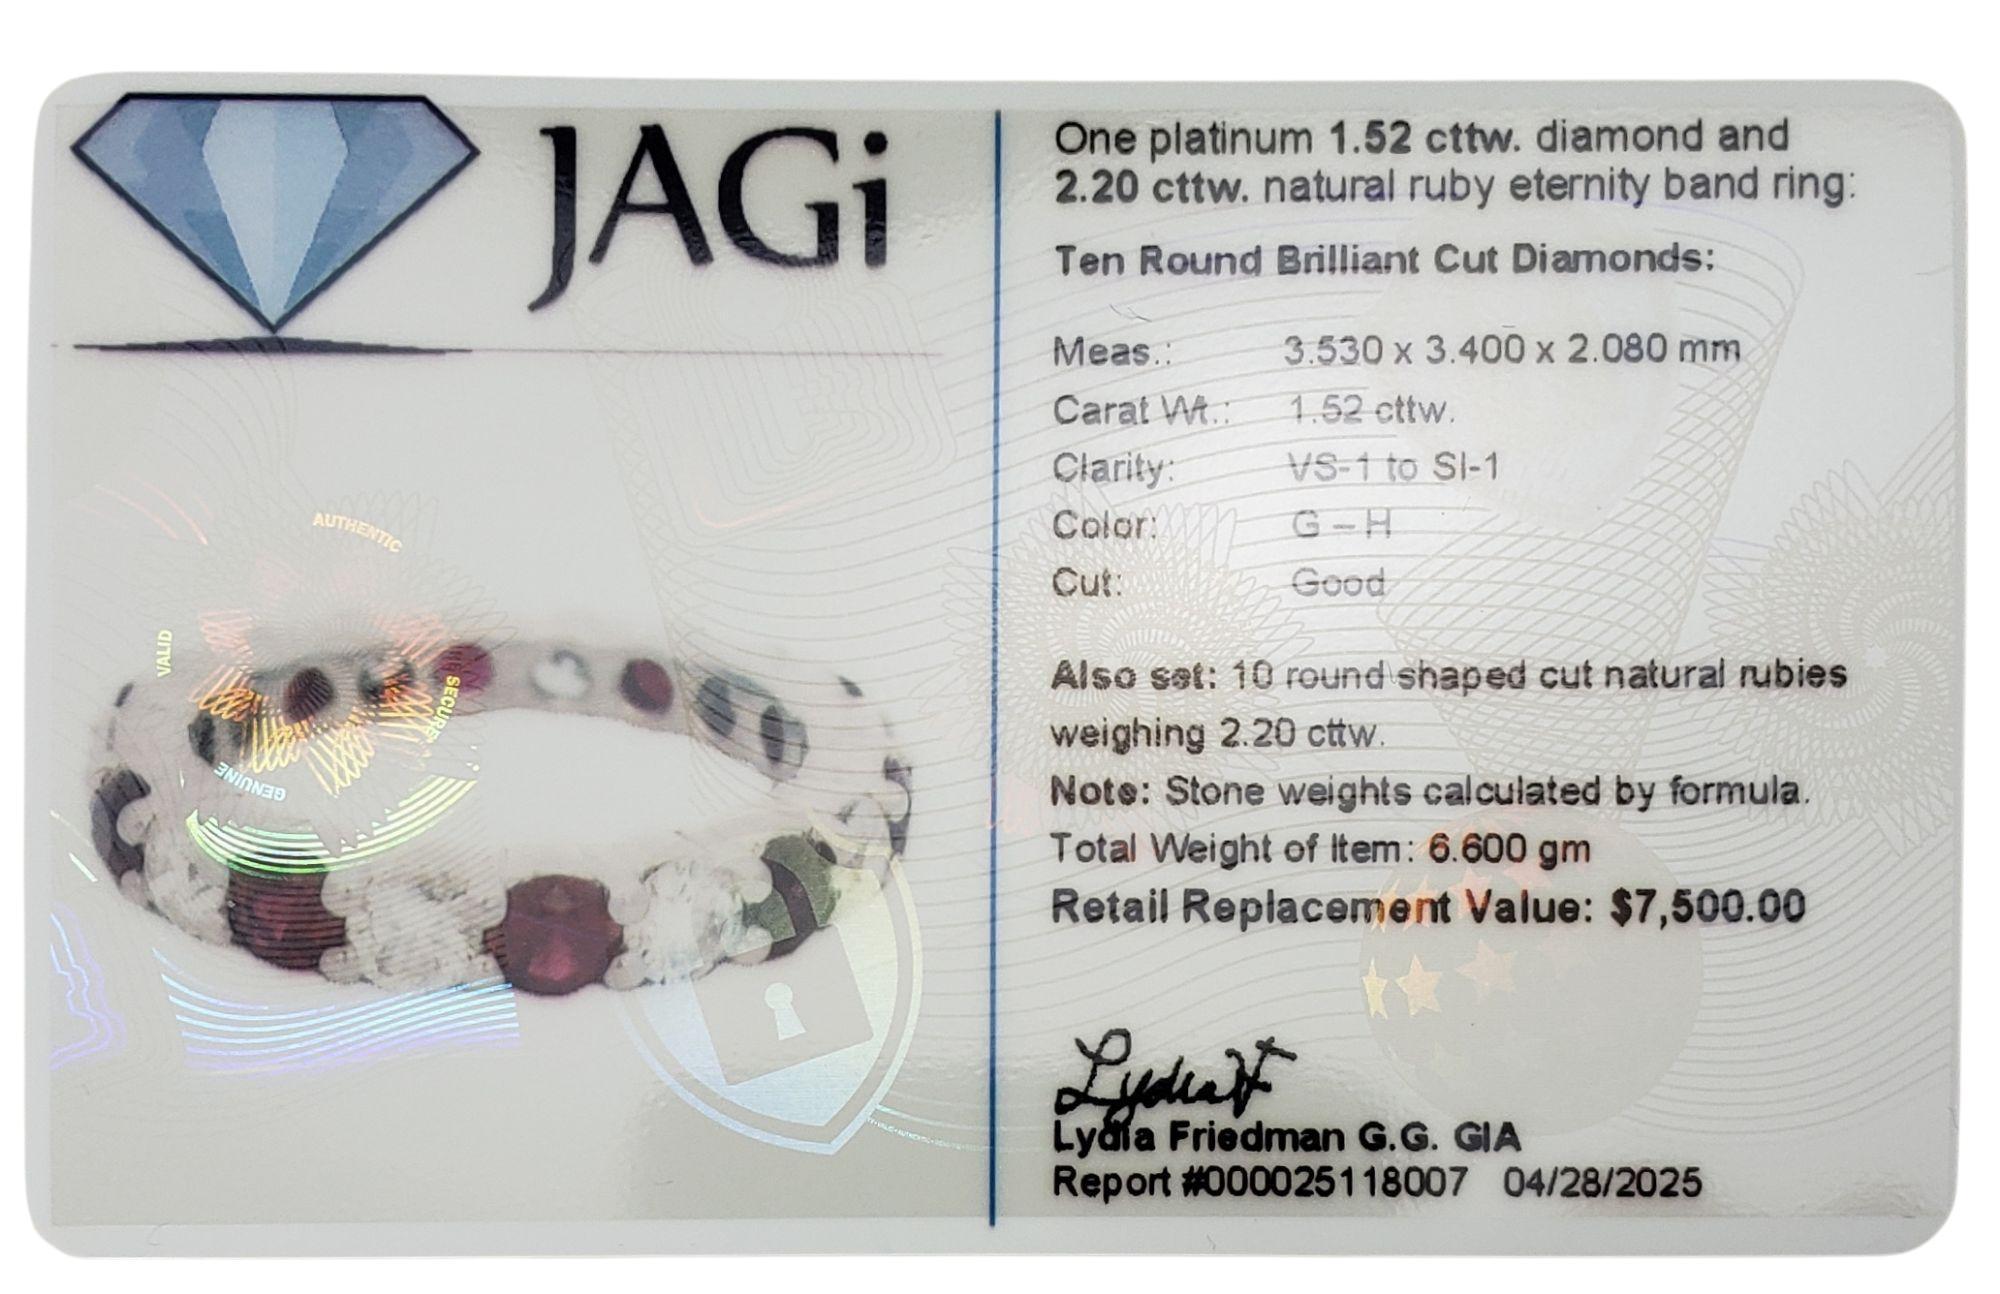 JAGi
One platinum 1.52 cttw. diamond and
2.20 cttw. natural ruby eternity band ring:
Ten Round Brilliant Cut Diamonds:
Meas.: 3.530 x 3.400 x 2.080 mm
Carat Wt.: 1.52 cttw.
Clarity: VS-1 to SI-1
Color: G – H
Cut: Good
Also set: 10 round shaped cut natural rubies
weighing 2.20 cttw.
Note: Stone weights calculated by formula.
Total Weight of Item: 6.600 gm
Retail Replacement Value: $7,500.00
Lydia F
Lydia Friedman G.G. GIA
Report #000025118007 04/28/2025
AUTHENTIC
VALID
SECURE
GENUINE